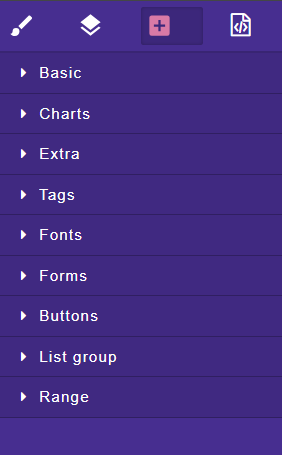 Basic
Charts
Extra
Tags
Fonts
Forms
Buttons
List group
Range